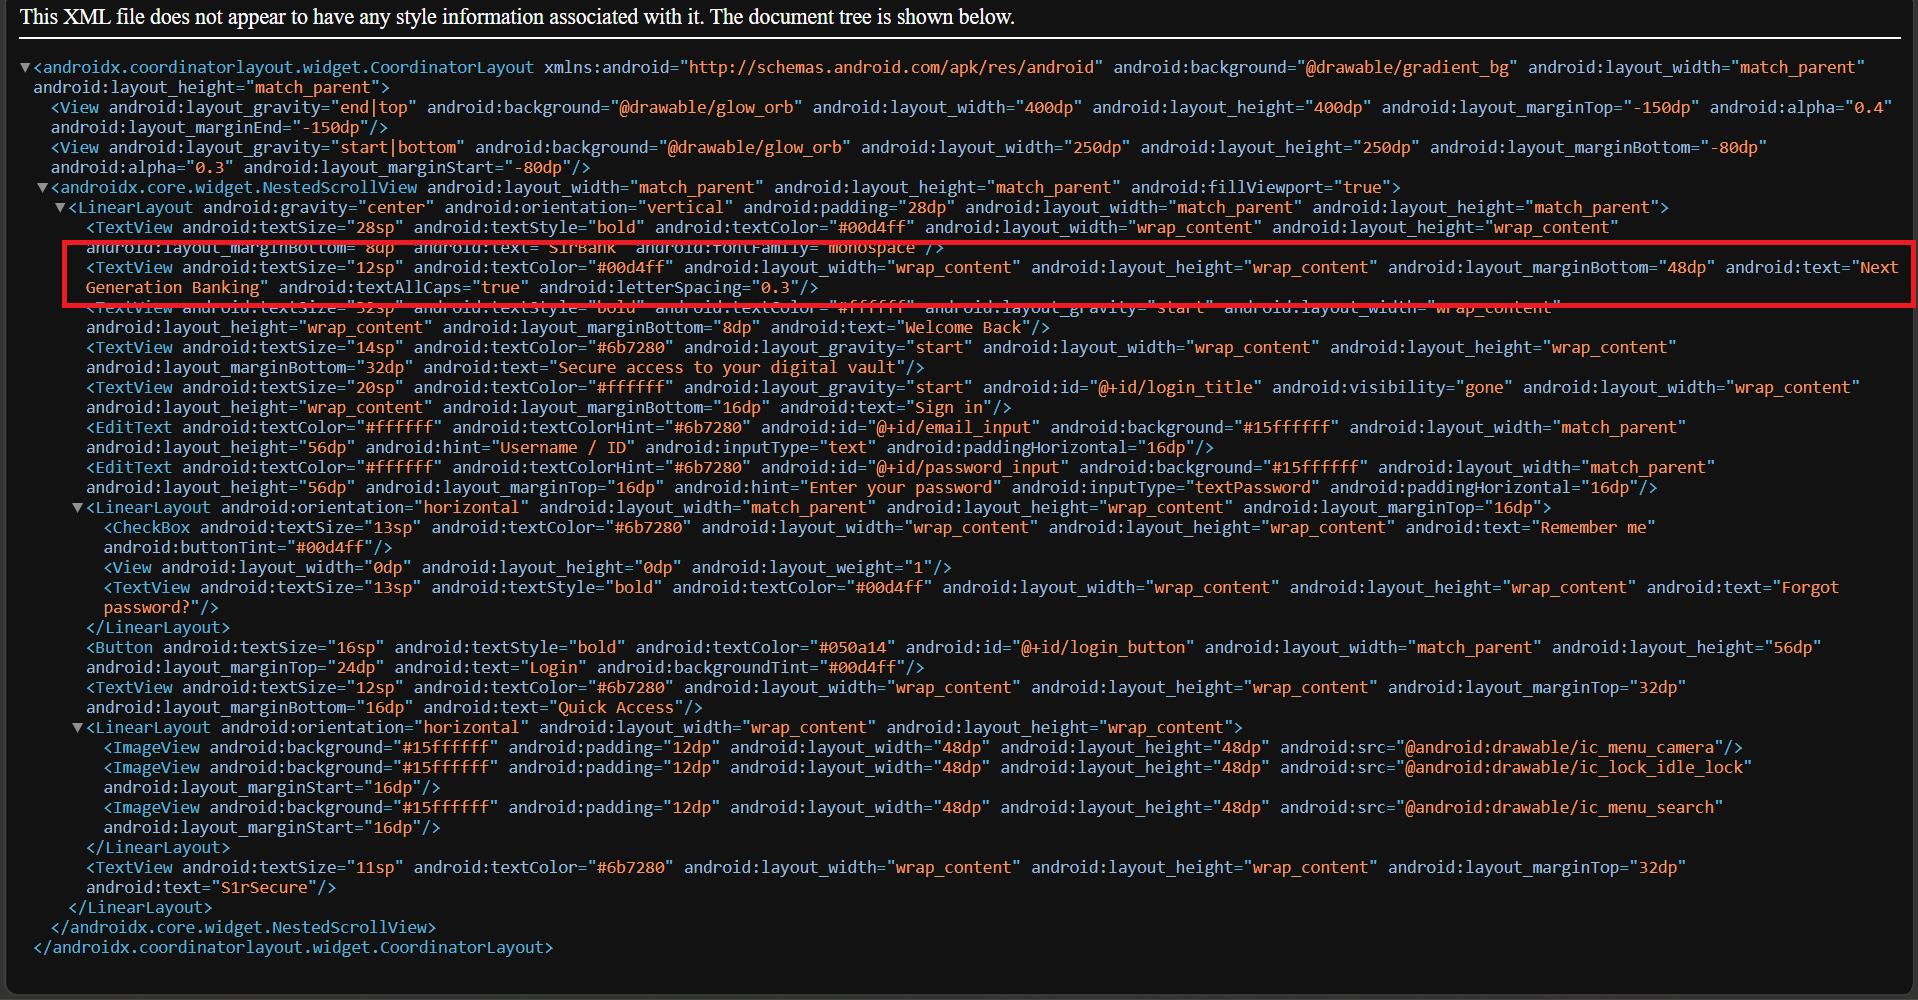 This XML file does not appear to have any style information associated with it. The document tree is shown below.
▼<androidx.coordinatorlayout.widget.CoordinatorLayout xmlns:android="http://schemas.android.com/apk/res/android" android:background="@drawable/gradient_bg" android:layout_width="match_parent"
android:layout_height="match_parent">
<View android:layout_gravity="end|top" android:background="@drawable/glow_orb" android:layout_width="400dp" android:layout_height="400dp" android:layout_marginTop="-150dp" android:alpha="0.4"
android:layout_marginEnd="-150dp"/>
<View android:layout_gravity="start|bottom" android:background="@drawable/glow_orb" android:layout_width="250dp" android:layout_height="250dp" android:layout_marginBottom="-80dp"
android:alpha="0.3" android:layout_marginStart="-80dp"/>
▼<androidx.core.widget.NestedScrollView android:layout_width="match_parent" android:layout_height="match_parent" android:fillViewport="true">
▼<LinearLayout android:gravity="center" android:orientation="vertical" android:padding="28dp" android:layout_width="match_parent" android:layout_height="match_parent">
<TextView android:textSize="28sp" android:textStyle="bold" android:textColor="#00d4ff" android:layout_width="wrap_content" android:layout_height="wrap_content"
android:layout_marginBottom="8dp" android:text="S1rBank" android:fontFamily="monospace"/>
<TextView android:textSize="12sp" android:textColor="#00d4ff" android:layout_width="wrap_content" android:layout_height="wrap_content" android:layout_marginBottom="48dp" android:text="Next
Generation Banking" android:textAllCaps="true" android:letterSpacing="0.3"/>
<TextView android:textSize="32sp" android:textStyle="bold" android:textColor="#ffffff" android:layout_gravity="start" android:layout_width="wrap_content"
android:layout_height="wrap_content" android:layout_marginBottom="8dp" android:text="Welcome Back"/>
<TextView android:textSize="14sp" android:textColor="#6b7280" android:layout_gravity="start" android:layout_width="wrap_content" android:layout_height="wrap_content"
android:layout_marginBottom="32dp" android:text="Secure access to your digital vault"/>
<TextView android:textSize="20sp" android:textColor="#ffffff" android:layout_gravity="start" android:id="@+id/login_title" android:visibility="gone" android:layout_width="wrap_content"
android:layout_height="wrap_content" android:layout_marginBottom="16dp" android:text="Sign in"/>
<EditText android:textColor="#ffffff" android:textColorHint="#6b7280" android:id="@+id/email_input" android:background="#15ffffff" android:layout_width="match_parent"
android:layout_height="56dp" android:hint="Username / ID" android:inputType="text" android:paddingHorizontal="16dp"/>
<EditText android:textColor="#ffffff" android:textColorHint="#6b7280" android:id="@+id/password_input" android:background="#15ffffff" android:layout_width="match_parent"
android:layout_height="56dp" android:layout_marginTop="16dp" android:hint="Enter your password" android:inputType="textPassword" android:paddingHorizontal="16dp"/>
▼<LinearLayout android:orientation="horizontal" android:layout_width="match_parent" android:layout_height="wrap_content" android:layout_marginTop="16dp">
<CheckBox android:textSize="13sp" android:textColor="#6b7280" android:layout_width="wrap_content" android:layout_height="wrap_content" android:text="Remember me"
android:buttonTint="#00d4ff"/>
<View android:layout_width="0dp" android:layout_height="0dp" android:layout_weight="1"/>
<TextView android:textSize="13sp" android:textStyle="bold" android:textColor="#00d4ff" android:layout_width="wrap_content" android:layout_height="wrap_content" android:text="Forgot
password?"/>
</LinearLayout>
<Button android:textSize="16sp" android:textStyle="bold" android:textColor="#050a14" android:id="@+id/login_button" android:layout_width="match_parent" android:layout_height="56dp"
android:layout_marginTop="24dp" android:text="Login" android:backgroundTint="#00d4ff"/>
<TextView android:textSize="12sp" android:textColor="#6b7280" android:layout_width="wrap_content" android:layout_height="wrap_content" android:layout_marginTop="32dp"
android:layout_marginBottom="16dp" android:text="Quick Access"/>
▼<LinearLayout android:orientation="horizontal" android:layout_width="wrap_content" android:layout_height="wrap_content">
<ImageView android:background="#15ffffff" android:padding="12dp" android:layout_width="48dp" android:layout_height="48dp" android:src="@android:drawable/ic_menu_camera"/>
<ImageView android:background="#15ffffff" android:padding="12dp" android:layout_width="48dp" android:layout_height="48dp" android:src="@android:drawable/ic_lock_idle_lock"
android:layout_marginStart="16dp"/>
<ImageView android:background="#15ffffff" android:padding="12dp" android:layout_width="48dp" android:layout_height="48dp" android:src="@android:drawable/ic_menu_search"
android:layout_marginStart="16dp"/>
</LinearLayout>
<TextView android:textSize="11sp" android:textColor="#6b7280" android:layout_width="wrap_content" android:layout_height="wrap_content" android:layout_marginTop="32dp"
android:text="S1rSecure"/>
</LinearLayout>
</androidx.core.widget.NestedScrollView>
</androidx.coordinatorlayout.widget.CoordinatorLayout>